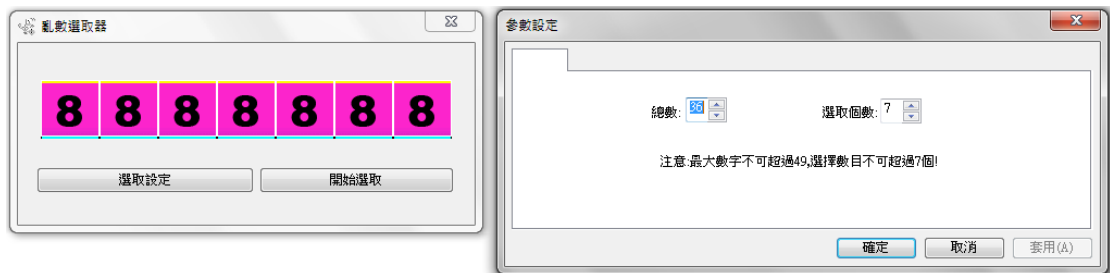 亂數選取器
8 8 8 8 8 8 8
選取設定 開始選取
參數設定
總數: 36 選取個數: 7
注意:最大數字不可超過49,選擇數目不可超過7個!
確定 取消 套用(A)